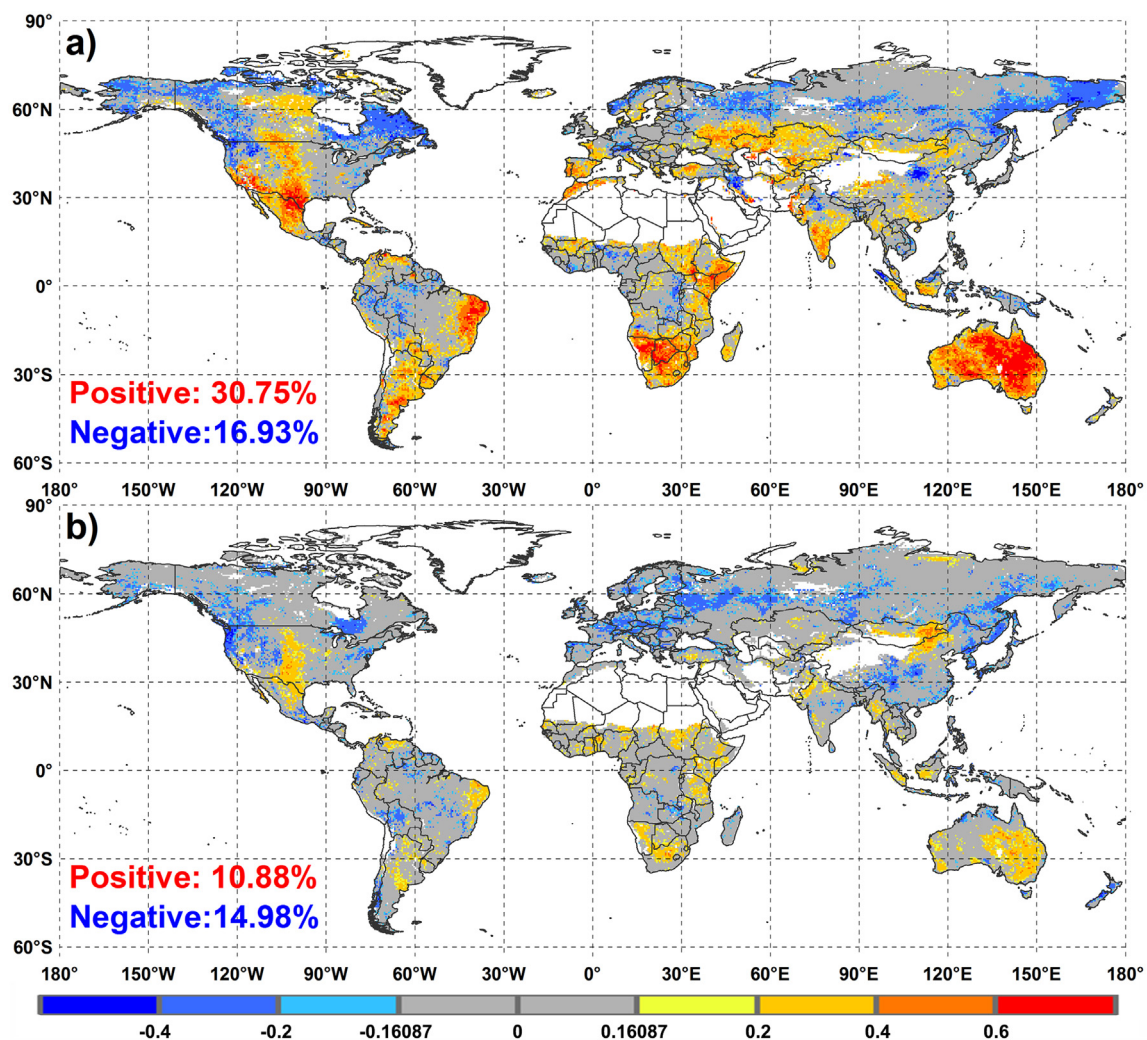 90°
a)
60°N
30°N
0°
30°S
Positive: 30.75%
Negative:16.93%
60°S
180° 150°W 120°W 90°W 60°W 30°W 0° 30°E 60°E 90°E 120°E 150°E 180°
90°
b)
60°N
30°N
0°
30°S
Positive: 10.88%
Negative:14.98%
60°S
180° 150°W 120°W 90°W 60°W 30°W 0° 30°E 60°E 90°E 120°E 150°E 180°
-0.4 -0.2 -0.16087 0 0.16087 0.2 0.4 0.6